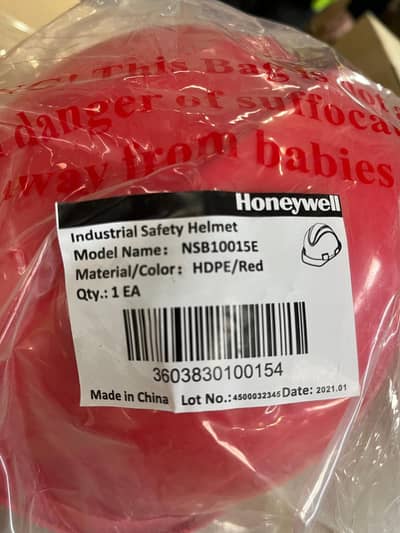 This Bag is not a
danger of suffoca
away from babies
Honeywell
Industrial Safety Helmet
Model Name: NSB10015E
Material/Color: HDPE/Red
Qty.: 1 EA
3603830100154
Made in China Lot No.:4500032345 Date: 2021.01